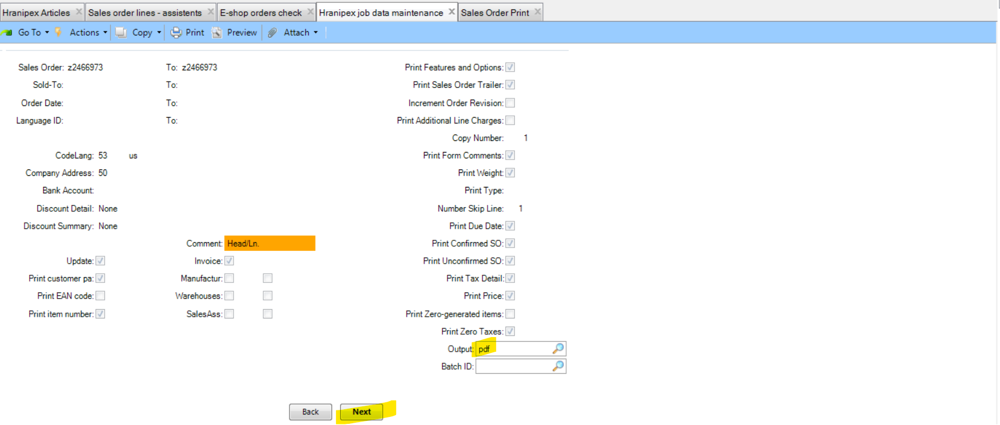 Hranipex Articles Sales order lines - assistents E-shop orders check Hranipex job data maintenance Sales Order Print
Go To Actions Copy Print Preview Attach
Sales Order: z2466973 To: z2466973 Print Features and Options:
Sold-To: To: Print Sales Order Trailer:
Order Date: To: Increment Order Revision:
Language ID: To: Print Additional Line Charges:
Copy Number: 1
CodeLang: 53 us Print Form Comments:
Company Address: 50 Print Weight:
Bank Account: Print Type:
Discount Detail: None Number Skip Line: 1
Discount Summary: None Print Due Date:
Comment: Head/Ln. Print Confirmed SO:
Update: Invoice: Print Unconfirmed SO:
Print customer pa: Manufactur: Print Tax Detail:
Print EAN code: Warehouses: Print Price:
Print item number: SalesAss: Print Zero-generated items:
Print Zero Taxes:
Output: pdf
Batch ID:
Back Next